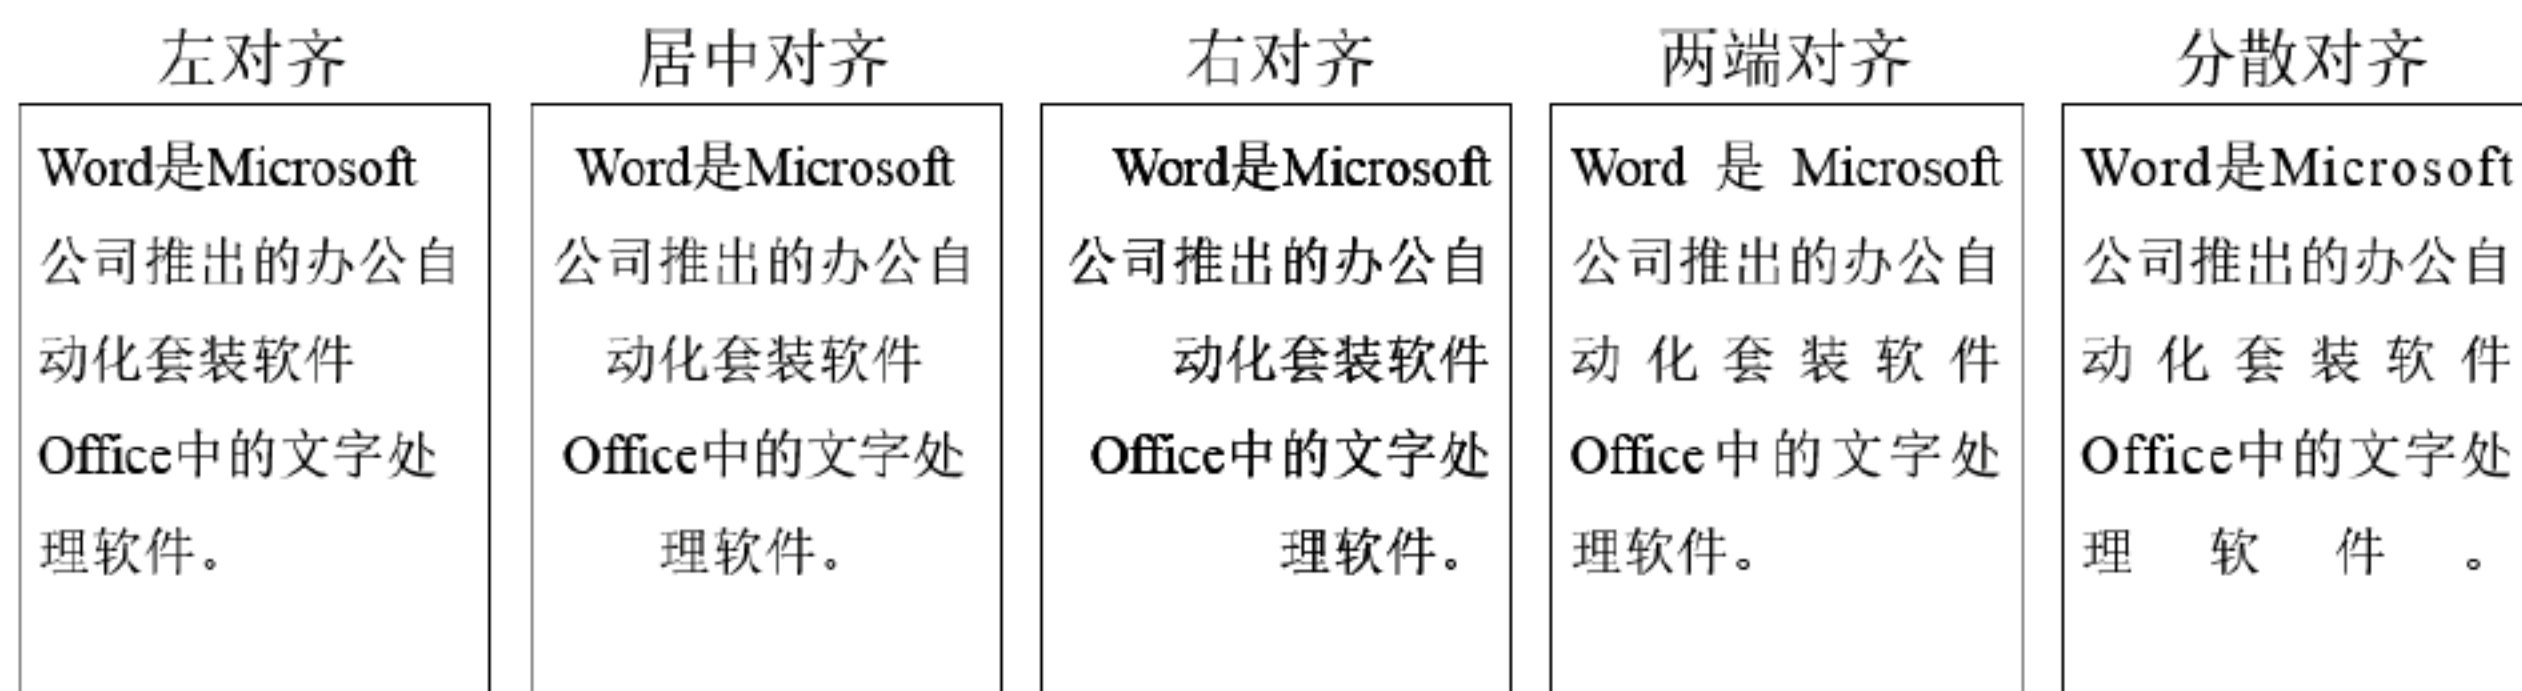 左对齐
Word是Microsoft
公司推出的办公自
动化套装软件
Office中的文字处
理软件。
居中对齐
Word是Microsoft
公司推出的办公自
动化套装软件
Office中的文字处
理软件。
右对齐
Word是Microsoft
公司推出的办公自
动化套装软件
Office中的文字处
理软件。
两端对齐
Word 是 Microsoft
公司推出的办公自
动化套装软件
Office中的文字处
理软件。
分散对齐
Word是Microsoft
公司推出的办公自
动化套装软件
Office中的文字处
理软件。